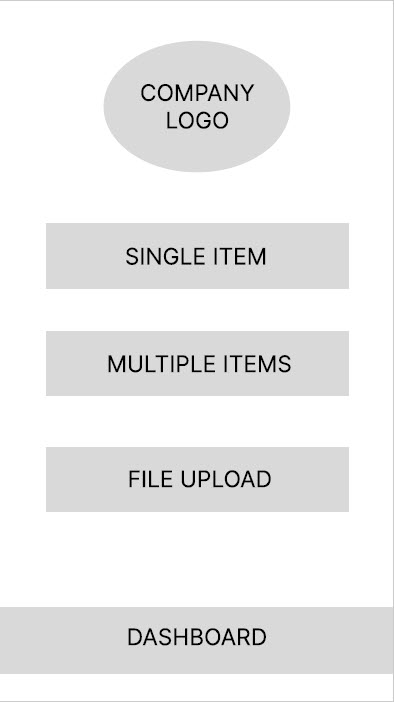 COMPANY
LOGO
SINGLE ITEM
MULTIPLE ITEMS
FILE UPLOAD
DASHBOARD